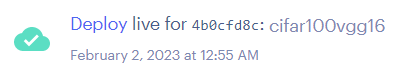 Deploy live for 4b0cfd8c: cifar100vgg16
February 2, 2023 at 12:55 AM